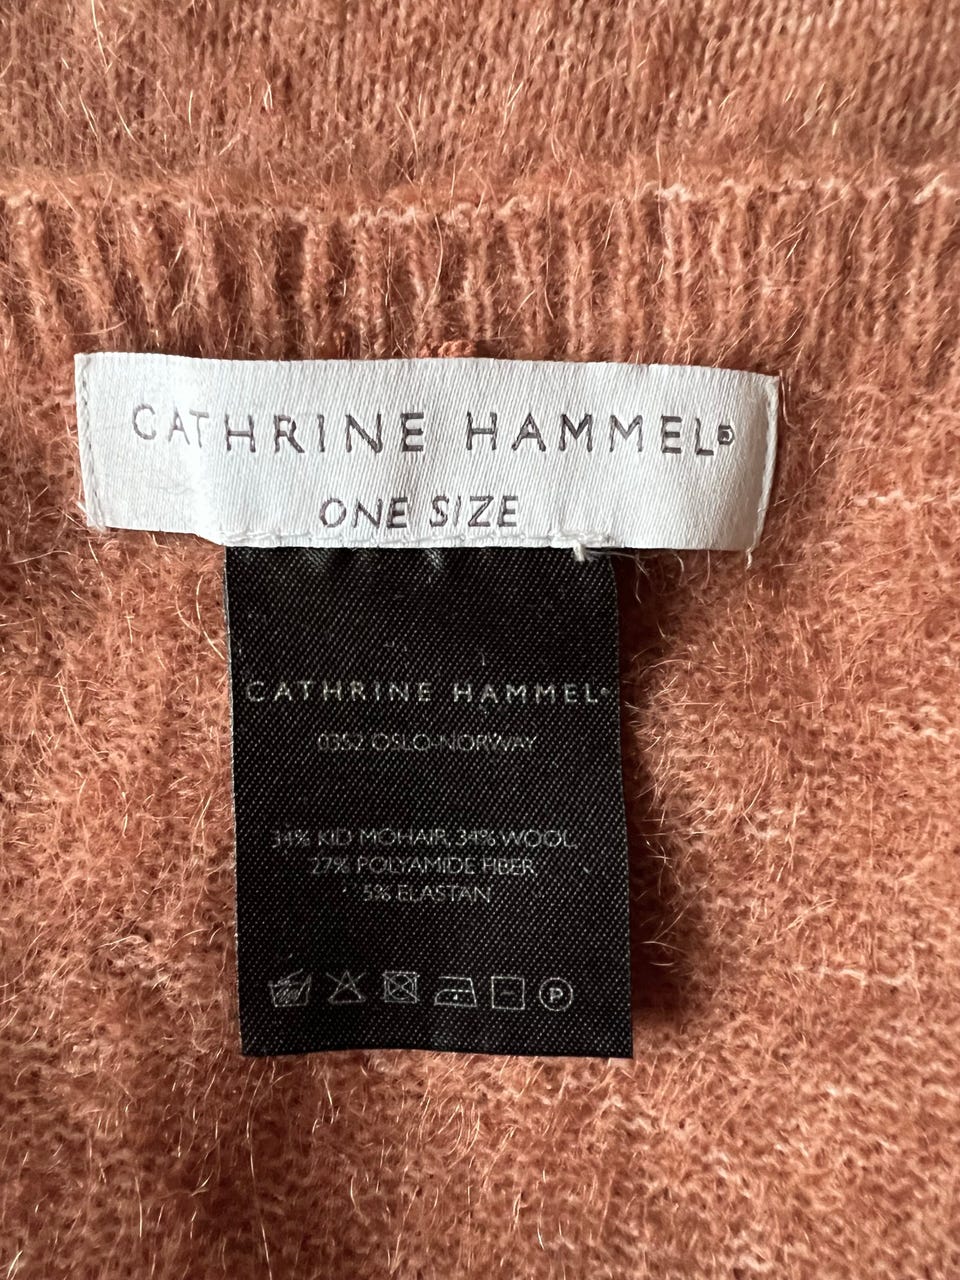 CATHRINE HAMMEL®
ONE SIZE
CATHRINE HAMMEL®
0352 OSLO-NORWAY
34% KID MOHAIR, 34% WOOL,
27% POLYAMIDE FIBER
5% ELASTAN
P